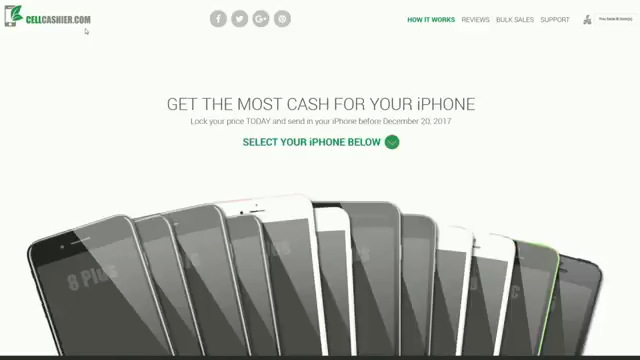 CELLCASHIER.COM
HOW IT WORKS REVIEWS BULK SALES SUPPORT
GET THE MOST CASH FOR YOUR iPHONE
Lock your price TODAY and send in your iPhone before December 20, 2017
SELECT YOUR iPHONE BELOW
8 Plus